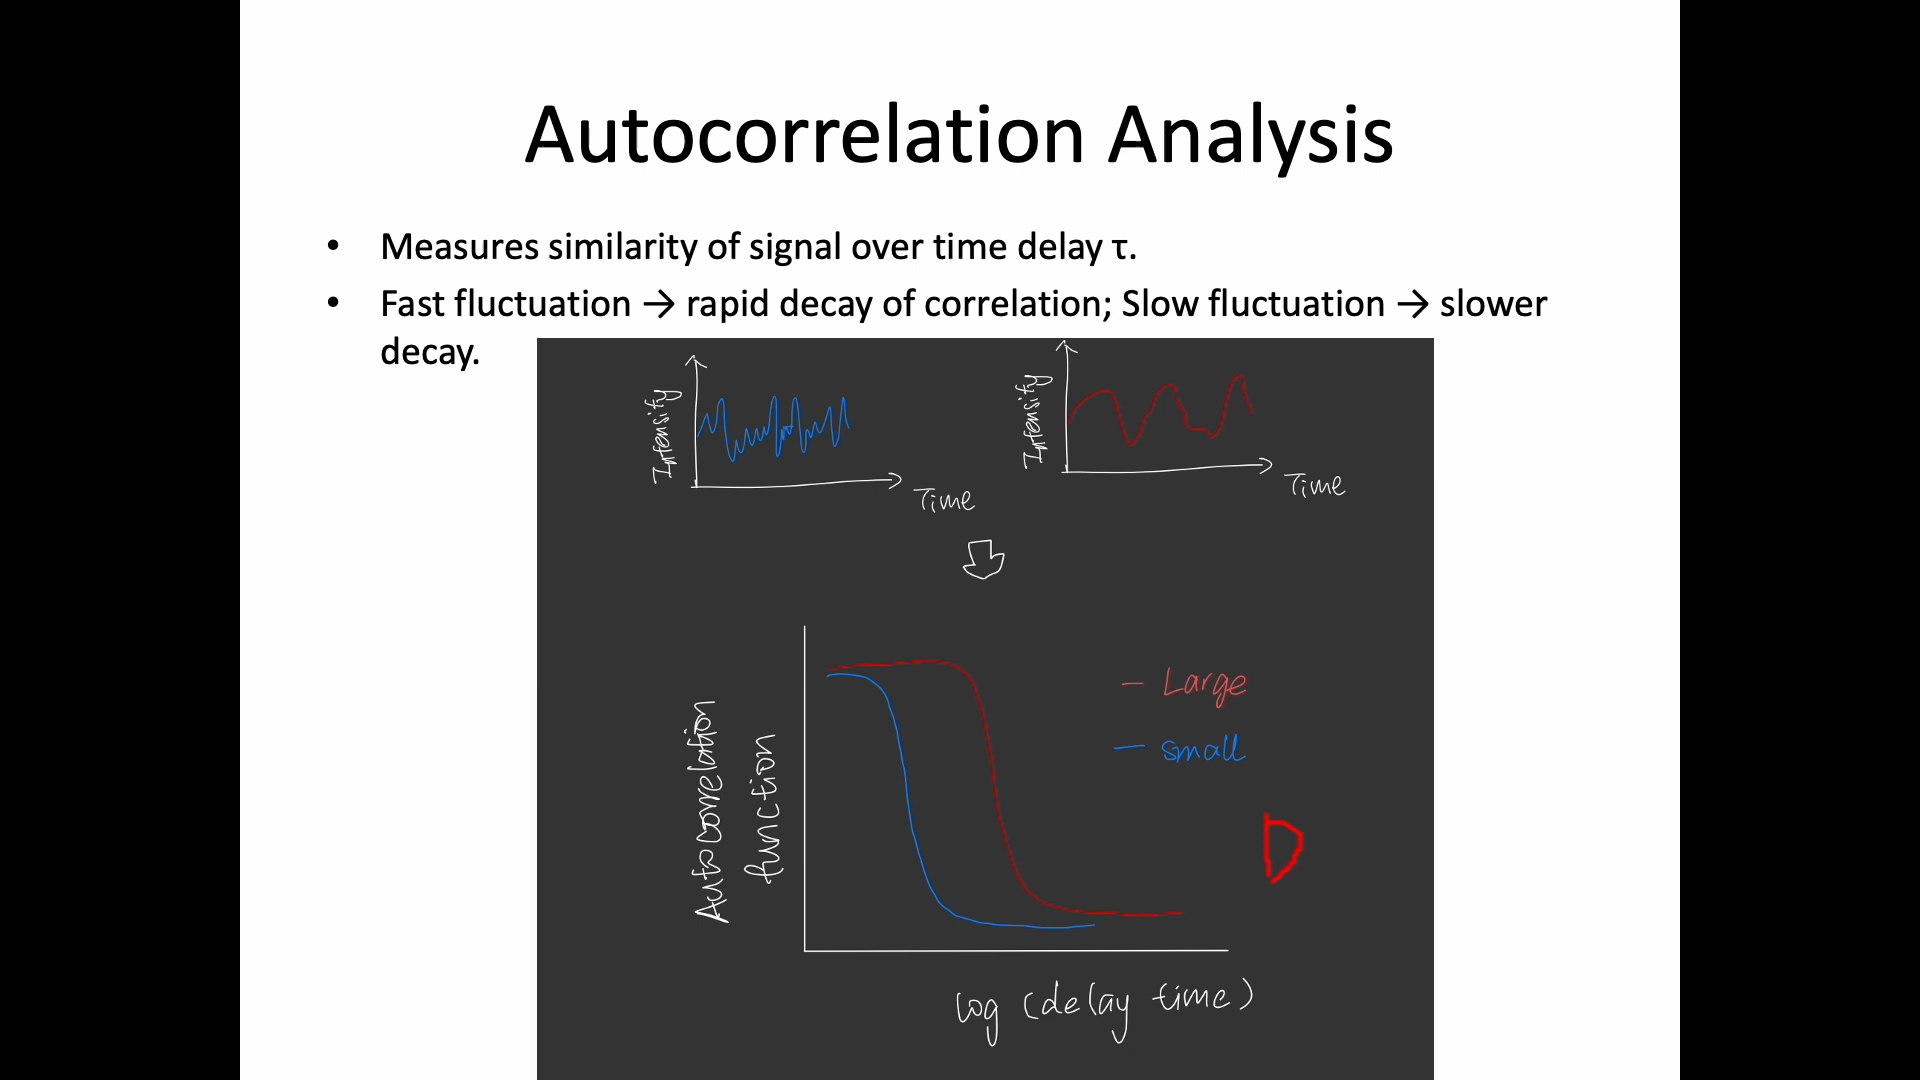 Autocorrelation Analysis
• Measures similarity of signal over time delay τ.
• Fast fluctuation → rapid decay of correlation; Slow fluctuation → slower
decay.
Intensity
Time
Intensity
Time
Autocorrelation
function
- Large
- small
D
log (delay time)